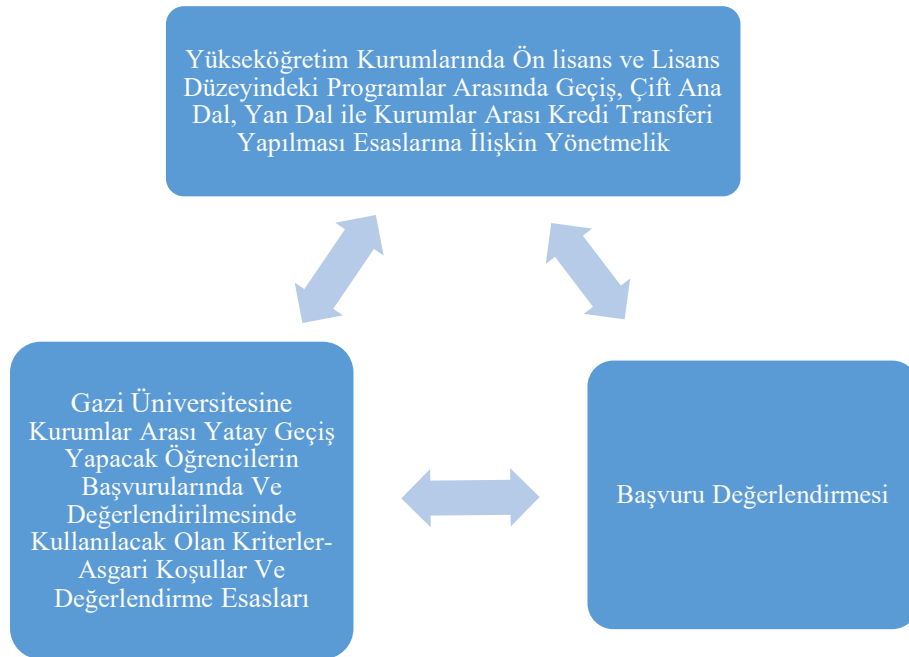 Yükseköğretim Kurumlarında Ön lisans ve Lisans
Düzeyindeki Programlar Arasında Geçiş, Çift Ana
Dal, Yan Dal ile Kurumlar Arası Kredi Transferi
Yapılması Esaslarına İlişkin Yönetmelik
Gazi Üniversitesine
Kurumlar Arası Yatay Geçiş
Yapacak Öğrencilerin
Başvurularında Ve
Değerlendirilmesinde
Kullanılacak Olan Kriterler-
Asgari Koşullar Ve
Değerlendirme Esasları
Başvuru Değerlendirmesi